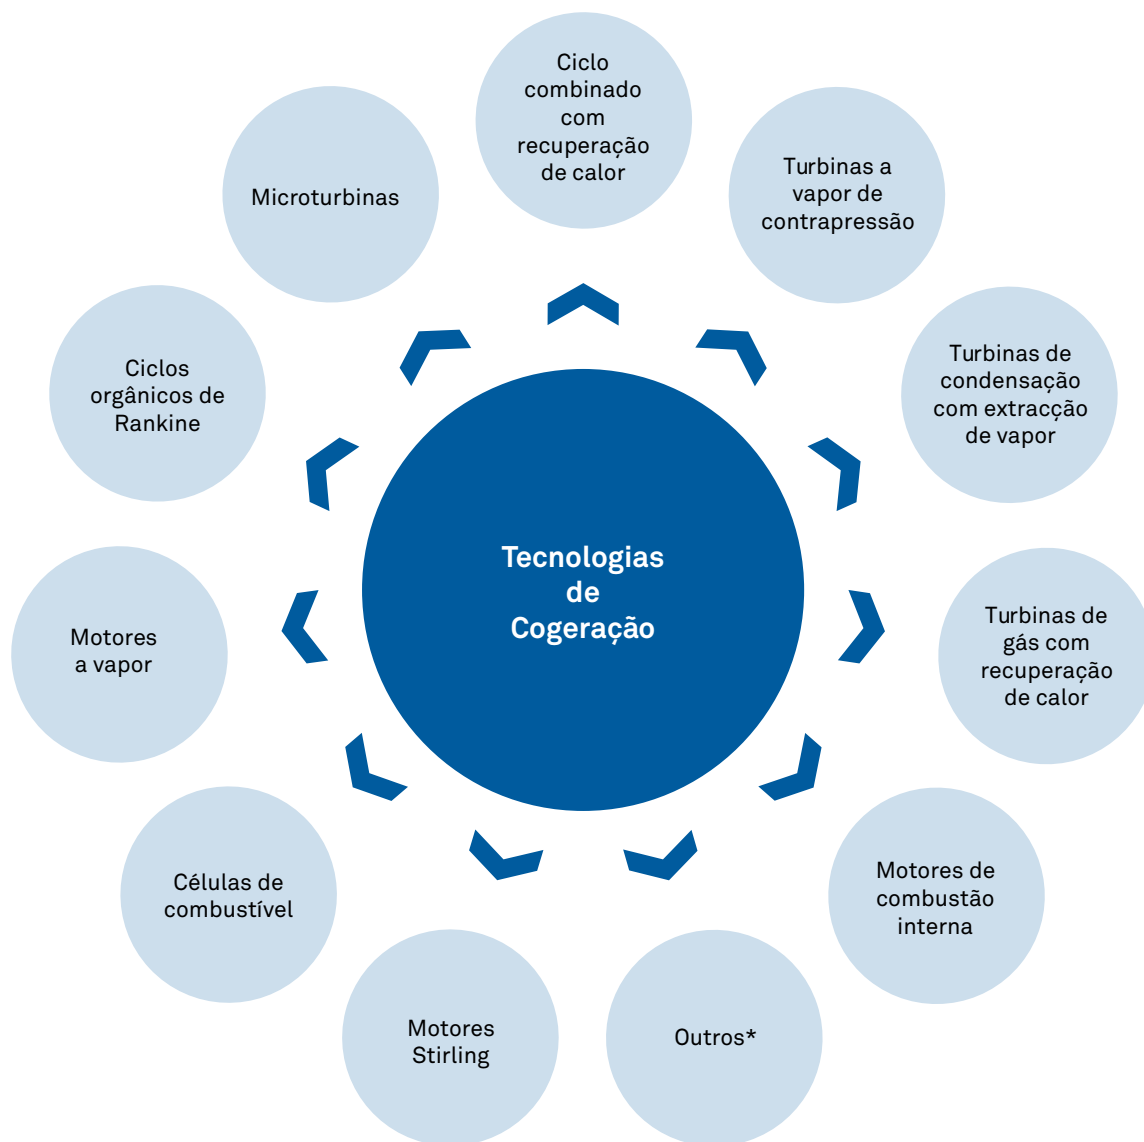 Ciclo
combinado
com
recuperação
de calor
Turbinas a
vapor de
contrapressão
Turbinas de
condensação
com extracção
de vapor
Turbinas de
gás com
recuperação
de calor
Motores de
combustão
interna
Outros*
Motores
Stirling
Células de
combustível
Motores
a vapor
Ciclos
orgânicos de
Rankine
Microturbinas
Tecnologias
de
Cogeração